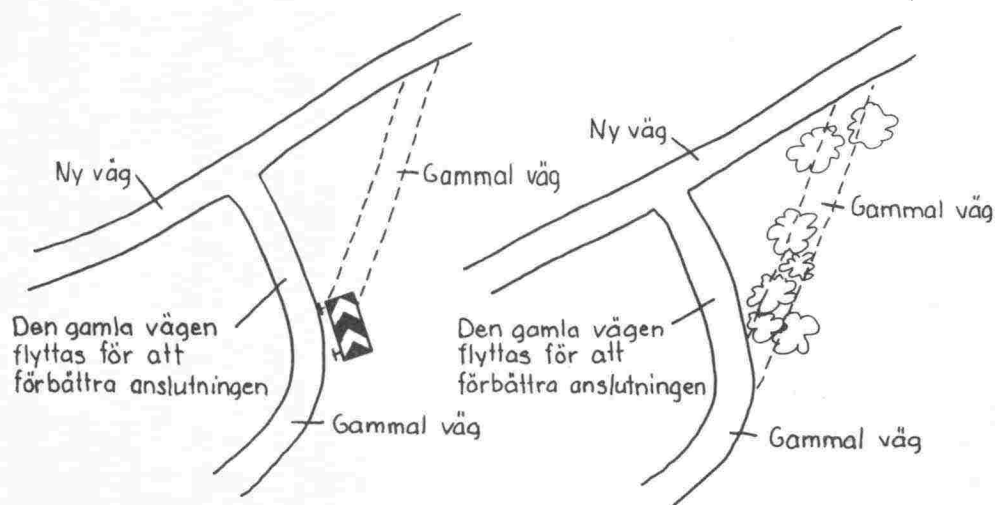 Ny väg
Gammal väg
Den gamla vägen
flyttas för att
förbättra anslutningen
Gammal väg
Ny väg
Gammal väg
Den gamla vägen
flyttas för att
förbättra anslutningen
Gammal väg